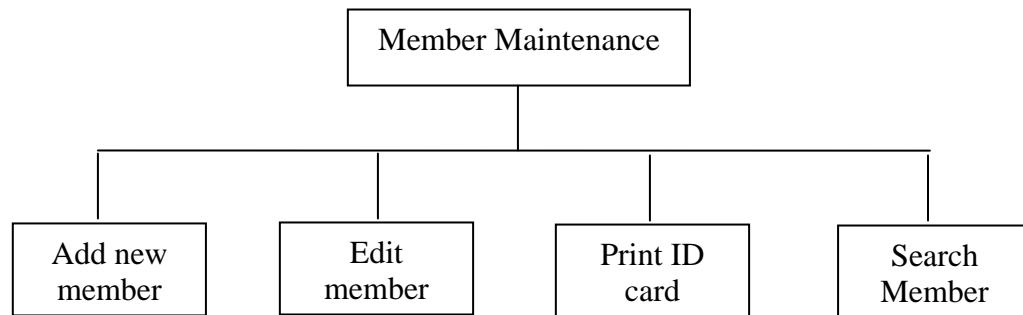 Member Maintenance
Add new
member
Edit
member
Print ID
card
Search
Member